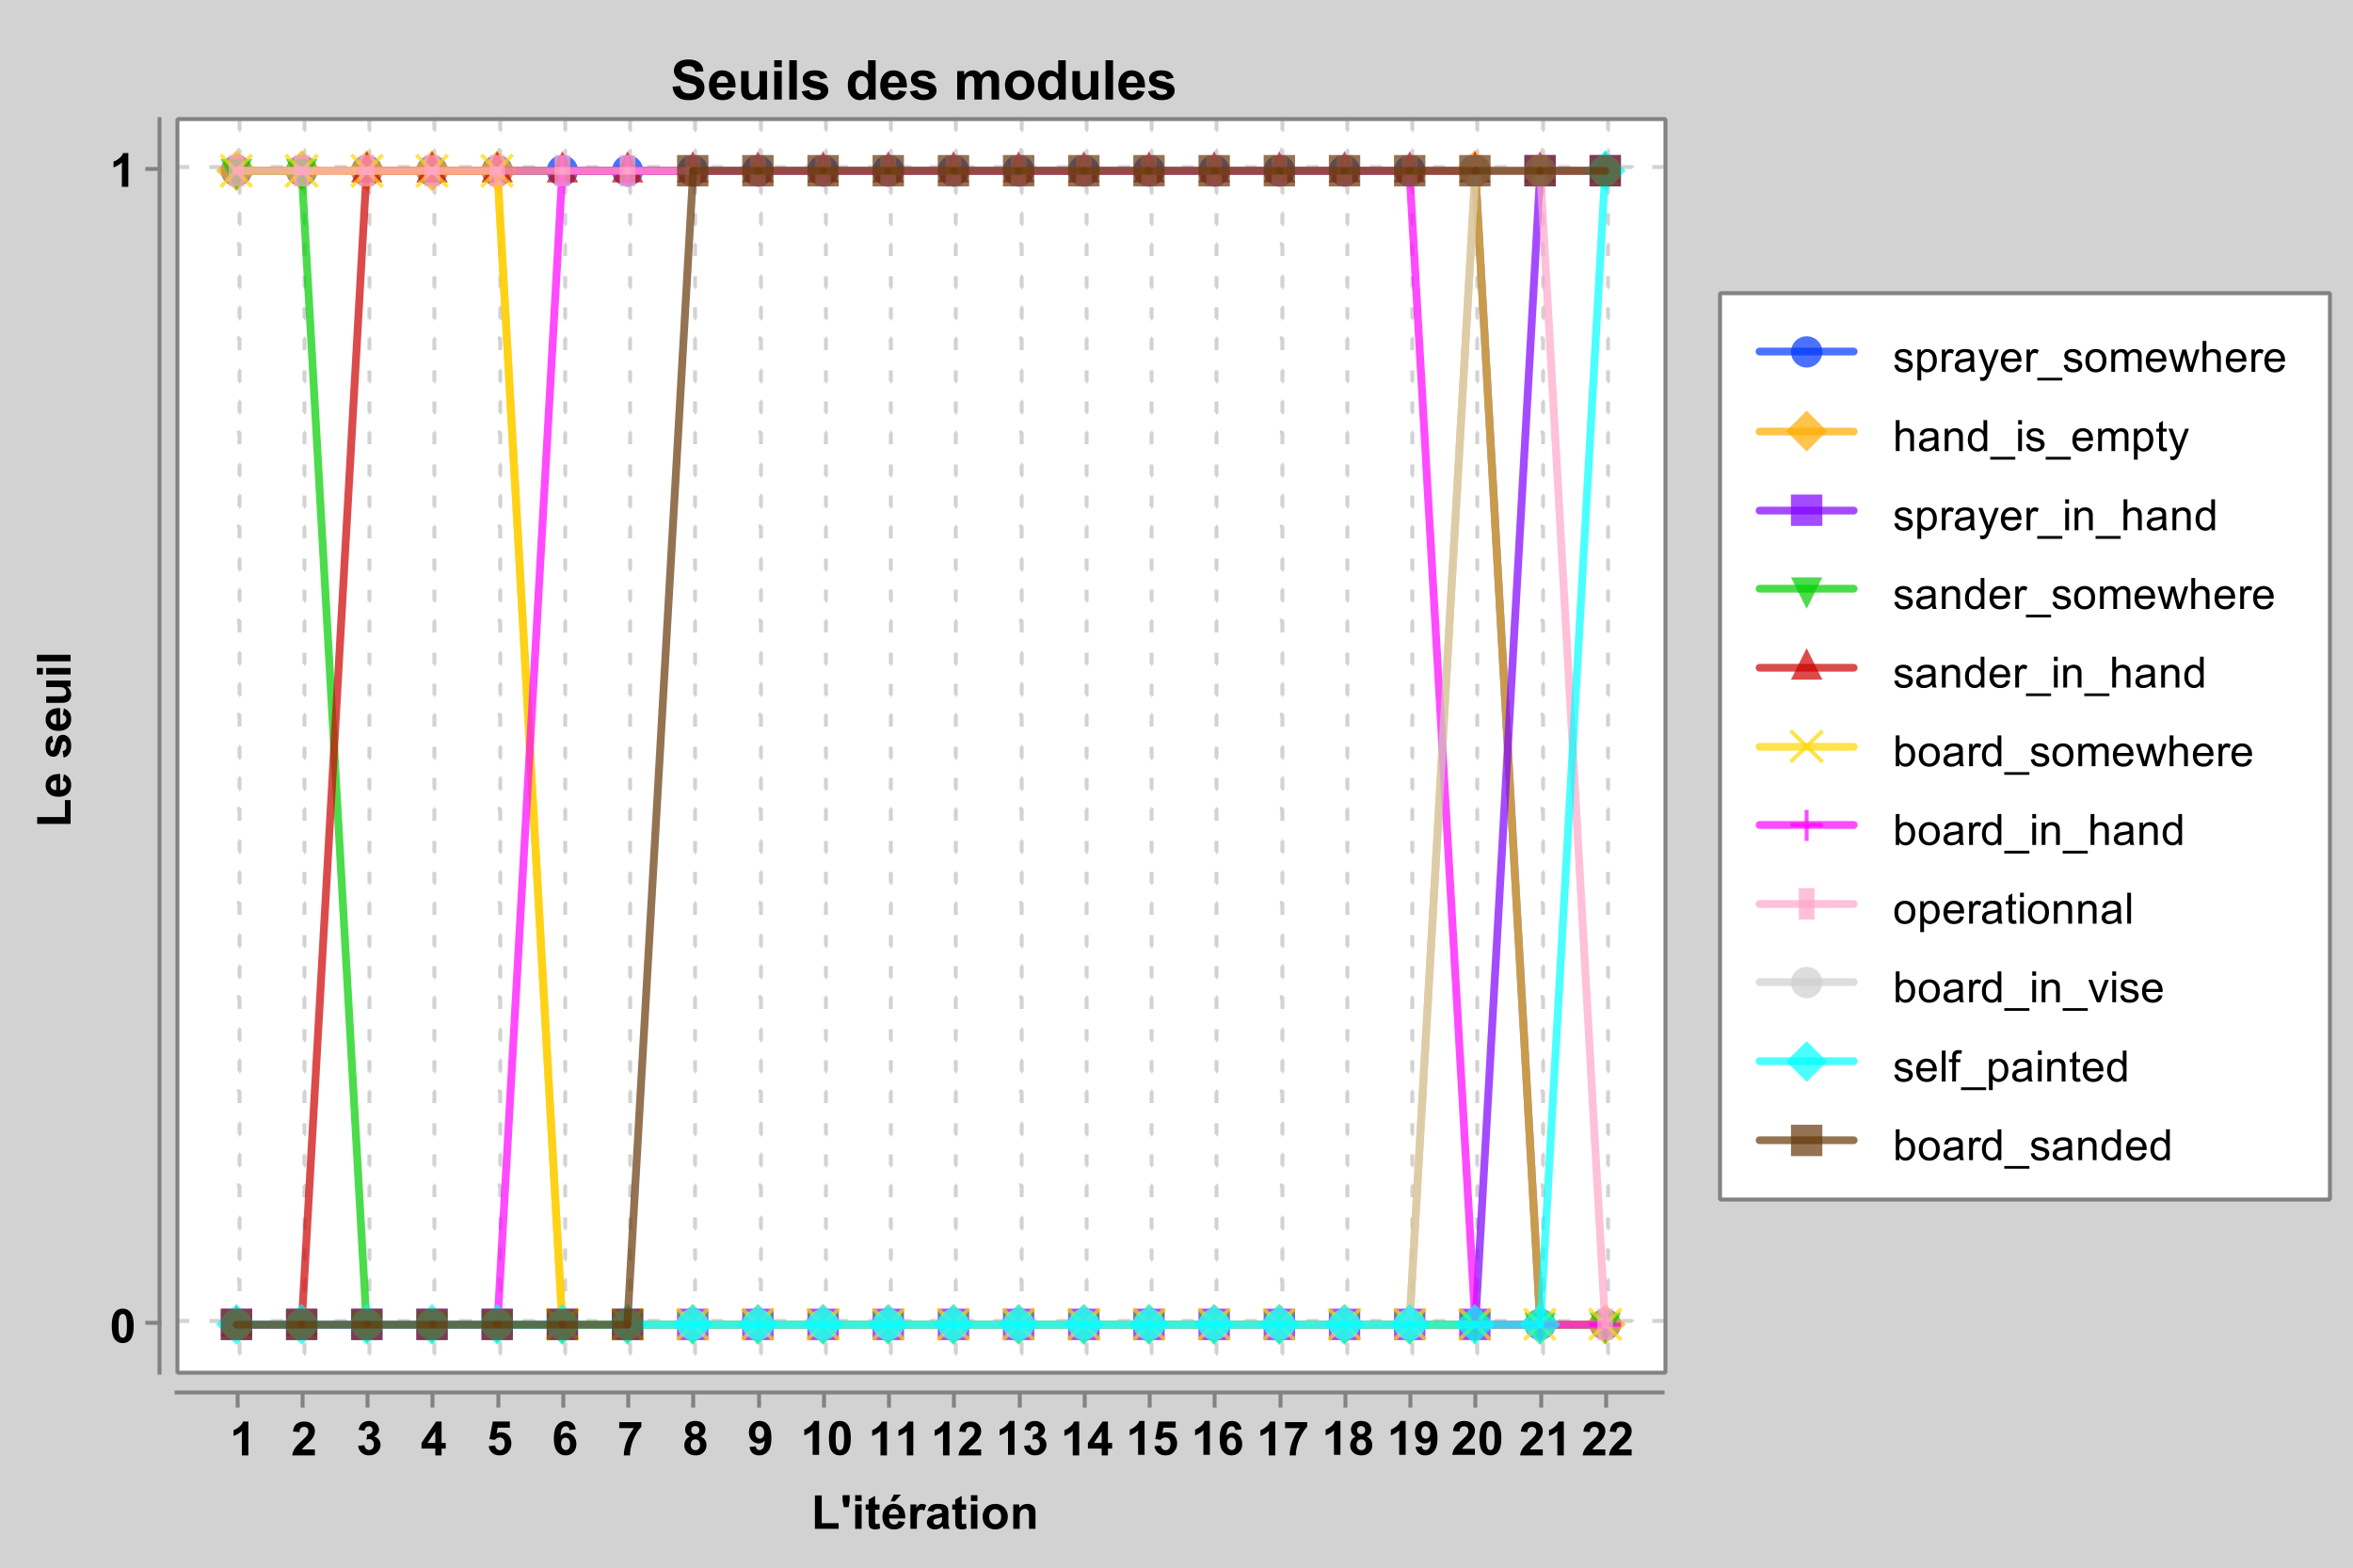 Seuils des modules
Le seuil
1
0
1 2 3 4 5 6 7 8 9 10 11 12 13 14 15 16 17 18 19 20 21 22
L'itération
sprayer_somewhere
hand_is_empty
sprayer_in_hand
sander_somewhere
sander_in_hand
board_somewhere
board_in_hand
operationnal
board_in_vise
self_painted
board_sanded